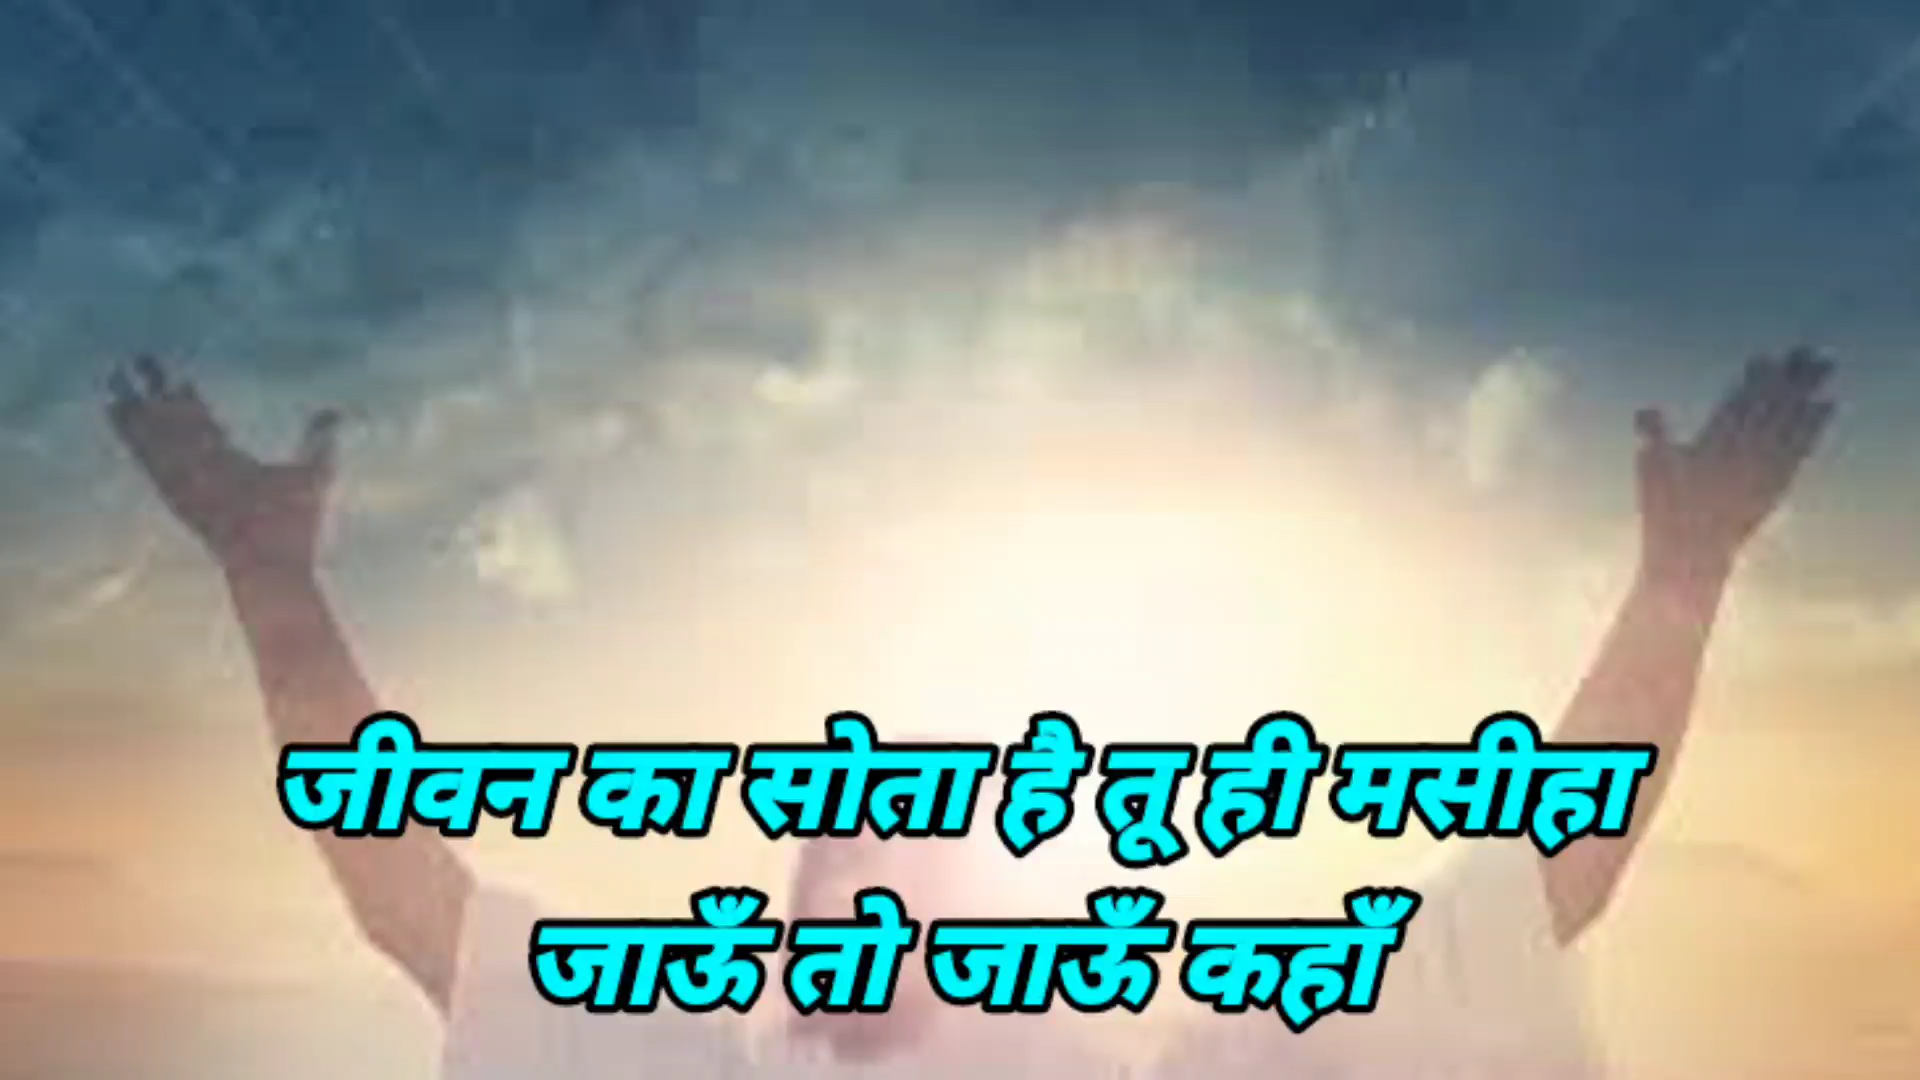 जीवन का सोता है तू ही मसीहा
जाऊँ तो जाऊँ कहाँ